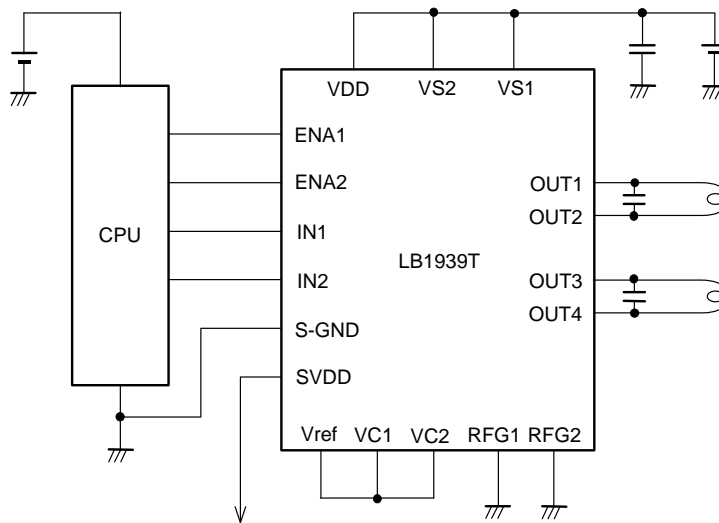 VDD VS2 VS1
ENA1
ENA2
OUT1
CPU
IN1
OUT2
LB1939T
IN2
OUT3
S-GND
OUT4
SVDD
Vref VC1 VC2 RFG1 RFG2